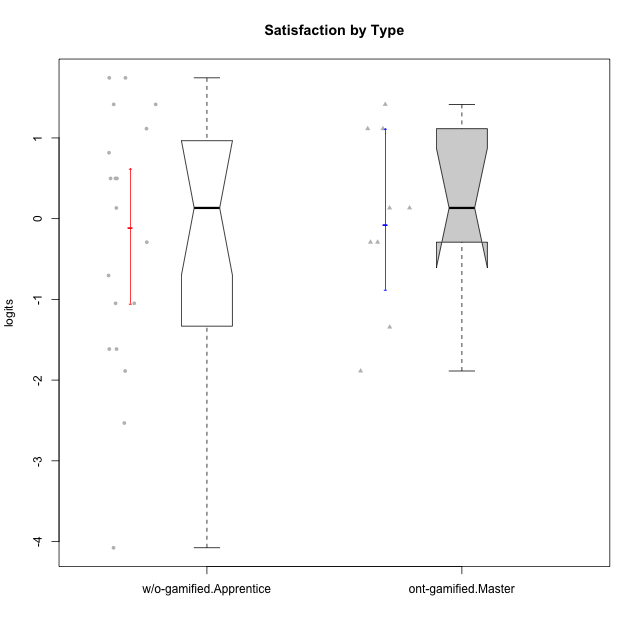 Satisfaction by Type
logits
1
0
-1
-2
-3
-4
w/o-gamified.Apprentice
ont-gamified.Master